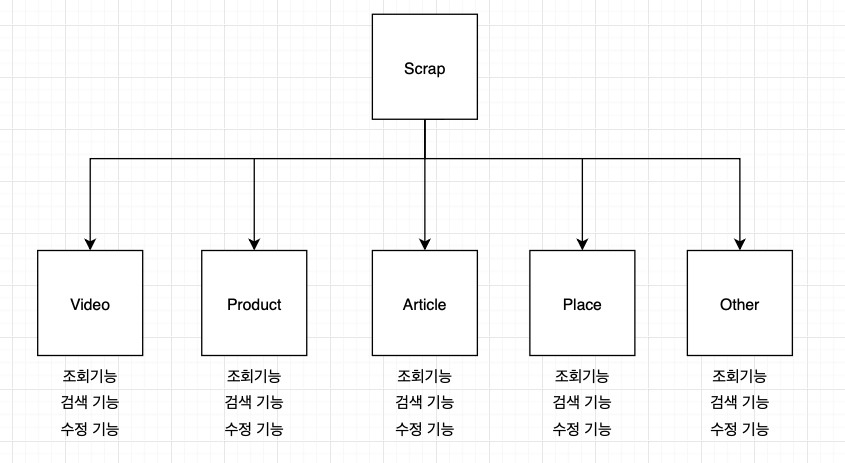 Scrap
Video Product Article Place Other
조회기능 조회기능 조회기능 조회기능 조회기능
검색 기능 검색 기능 검색 기능 검색 기능 검색 기능
수정 기능 수정 기능 수정 기능 수정 기능 수정 기능